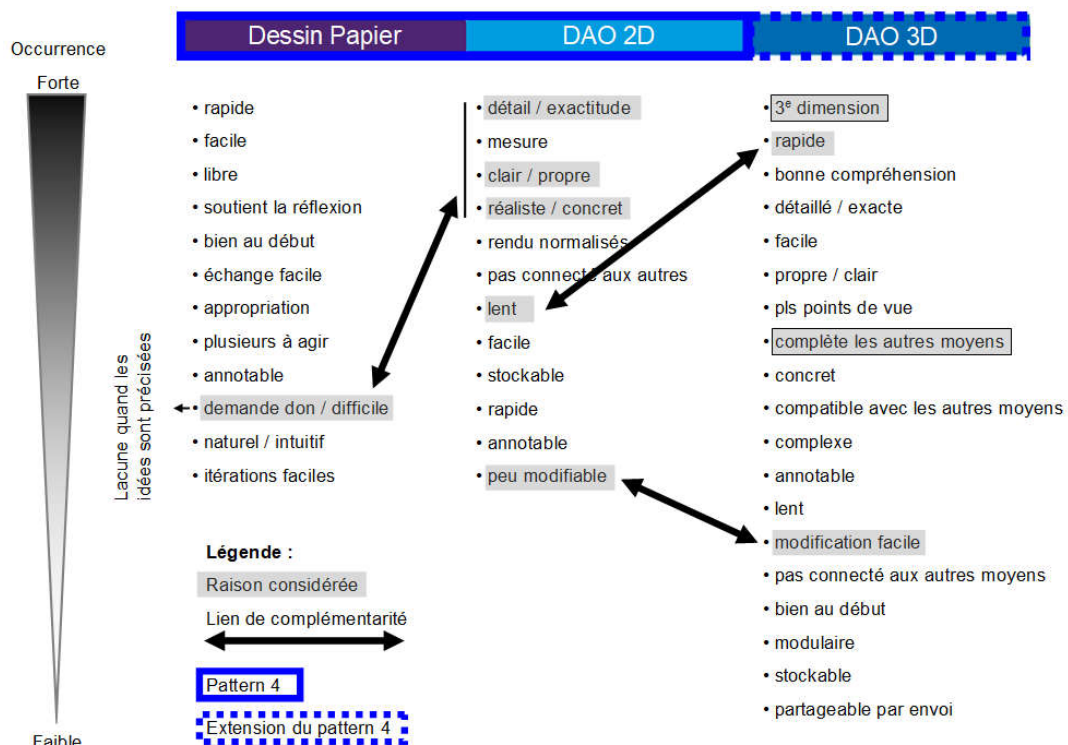 Dessin Papier
DAO 2D
DAO 3D
Occurrence
Forte
• rapide
• facile
• libre
• soutient la réflexion
• bien au début
• échange facile
• appropriation
• plusieurs à agir
• annotable
• demande don / difficile
• naturel / intuitif
• itérations faciles
Lacune quand les
idées sont précisées
• détail / exactitude
• mesure
• clair / propre
• réaliste / concret
• rendu normalisés
• pas connecté aux autres
• lent
• facile
• stockable
• rapide
• annotable
• peu modifiable
• 3e dimension
• rapide
• bonne compréhension
• détaillé / exacte
• facile
• propre / clair
• pls points de vue
• complète les autres moyens
• concret
• compatible avec les autres moyens
• complexe
• annotable
• lent
• modification facile
• pas connecté aux autres moyens
• bien au début
• modulaire
• stockable
• partageable par envoi
Légende :
Raison considérée
Lien de complémentarité
Pattern 4
Extension du pattern 4
Faible